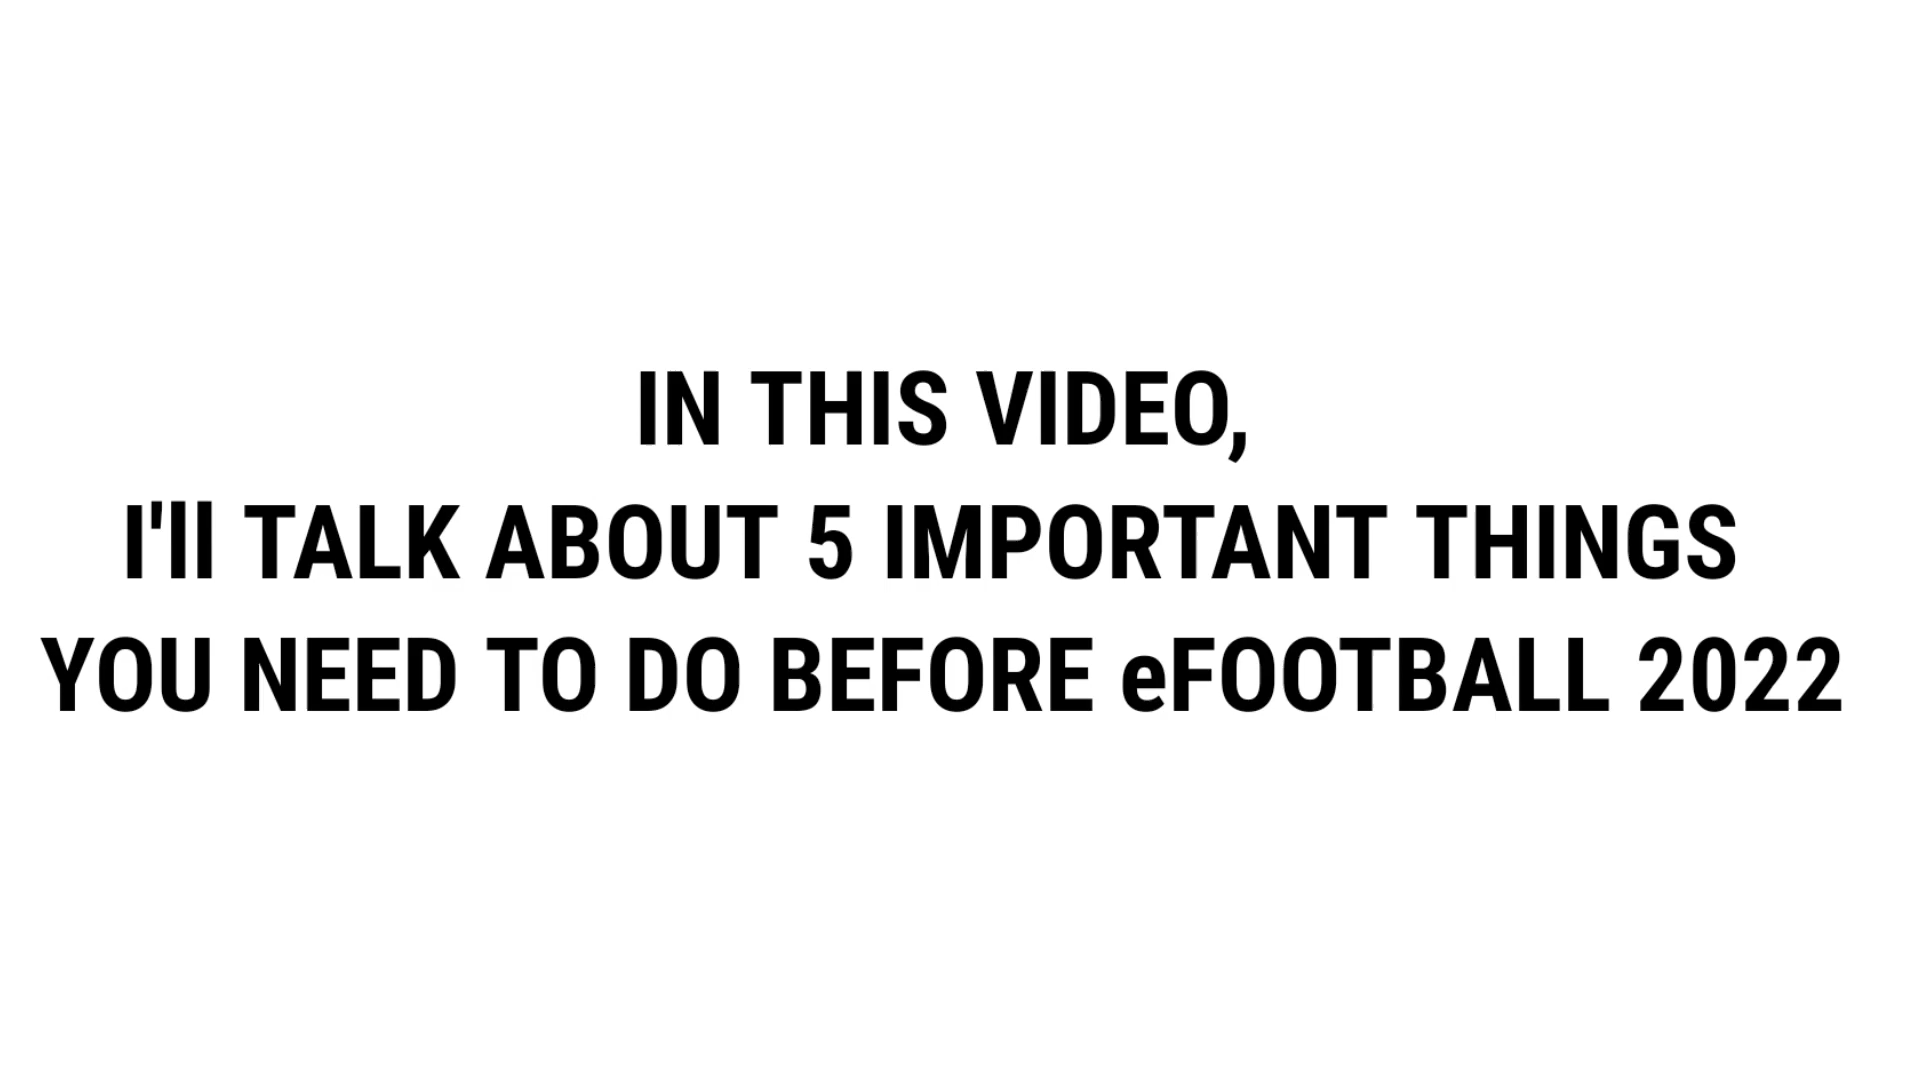 IN THIS VIDEO,
I'll TALK ABOUT 5 IMPORTANT THINGS
YOU NEED TO DO BEFORE eFOOTBALL 2022